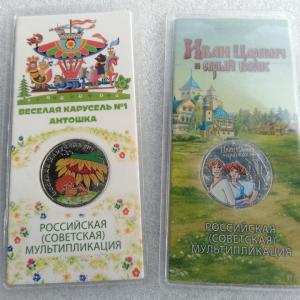 ВЕСЕЛАЯ КАРУСЕЛЬ №1
АНТОШКА
РОССИЙСКАЯ
(СОВЕТСКАЯ)
МУЛЬТИПЛИКАЦИЯ
Иван Царевич
и серый волк
РОССИЙСКАЯ
(СОВЕТСКАЯ)
МУЛЬТИПЛИКАЦИЯ